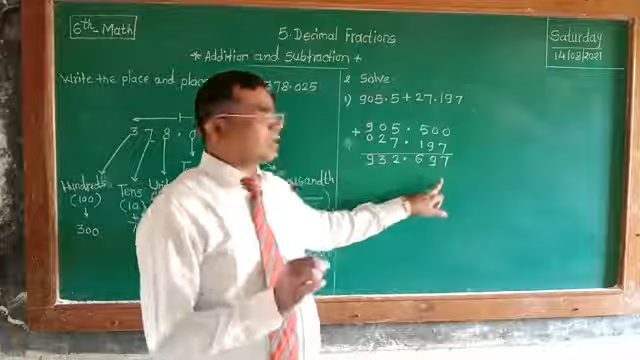 6th - Math
5. Decimal Fractions
Saturday
14/08/2021
* Addition and Subtraction *
Write the place and
378.025
3 7 8 . 0
Hundreds
Tens
(100)
(10)
300
2 Solve
1) 905.5 + 27.197
905.500
+ 027.197
932.697